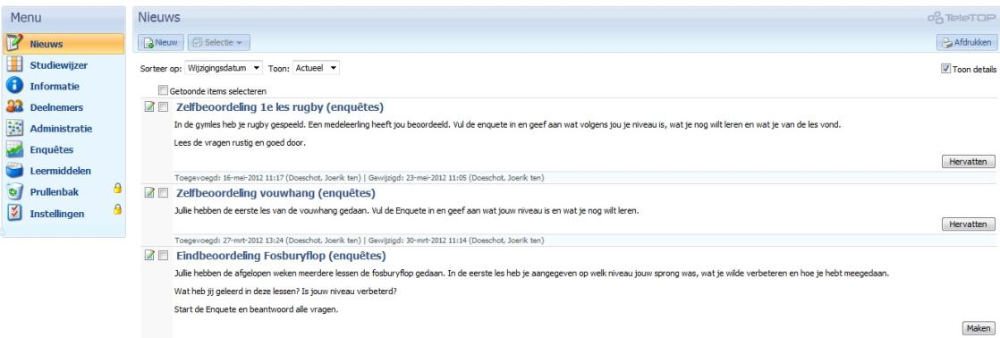 Menu
Nieuws
Studiewijzer
Informatie
Deelnemers
Administratie
Enquêtes
Leermiddelen
Prullenbak
Instellingen
Nieuws
TeleTOP
Nieuw Selectie Afdrukken
Sorteer op: Wijzigingsdatum Toon: Actueel Toon details
Getoonde items selecteren
Zelfbeoordeling 1e les rugby (enquêtes)
In de gymles heb je rugby gespeeld. Een medeleerling heeft jou beoordeeld. Vul de enquete in en geef aan wat volgens jou je niveau is, wat je nog wilt leren en wat je van de les vond.
Lees de vragen rustig en goed door.
Hervatten
Toegevoegd: 16-mei-2012 11:17 (Doeschot, Joerik ten) | Gewijzigd: 23-mei-2012 11:05 (Doeschot, Joerik ten)
Zelfbeoordeling vouwhang (enquêtes)
Jullie hebben de eerste les van de vouwhang gedaan. Vul de Enquete in en geef aan wat jouw niveau is en wat je nog wilt leren.
Hervatten
Toegevoegd: 27-mrt-2012 13:24 (Doeschot, Joerik ten) | Gewijzigd: 30-mrt-2012 11:14 (Doeschot, Joerik ten)
Eindbeoordeling Fosburyflop (enquêtes)
Jullie hebben de afgelopen weken meerdere lessen de fosburyflop gedaan. In de eerste les heb je aangegeven op welk niveau jouw sprong was, wat je wilde verbeteren en hoe je hebt meegedaan.
Wat heb jij geleerd in deze lessen? Is jouw niveau verbeterd?
Start de Enquete en beantwoord alle vragen.
Maken